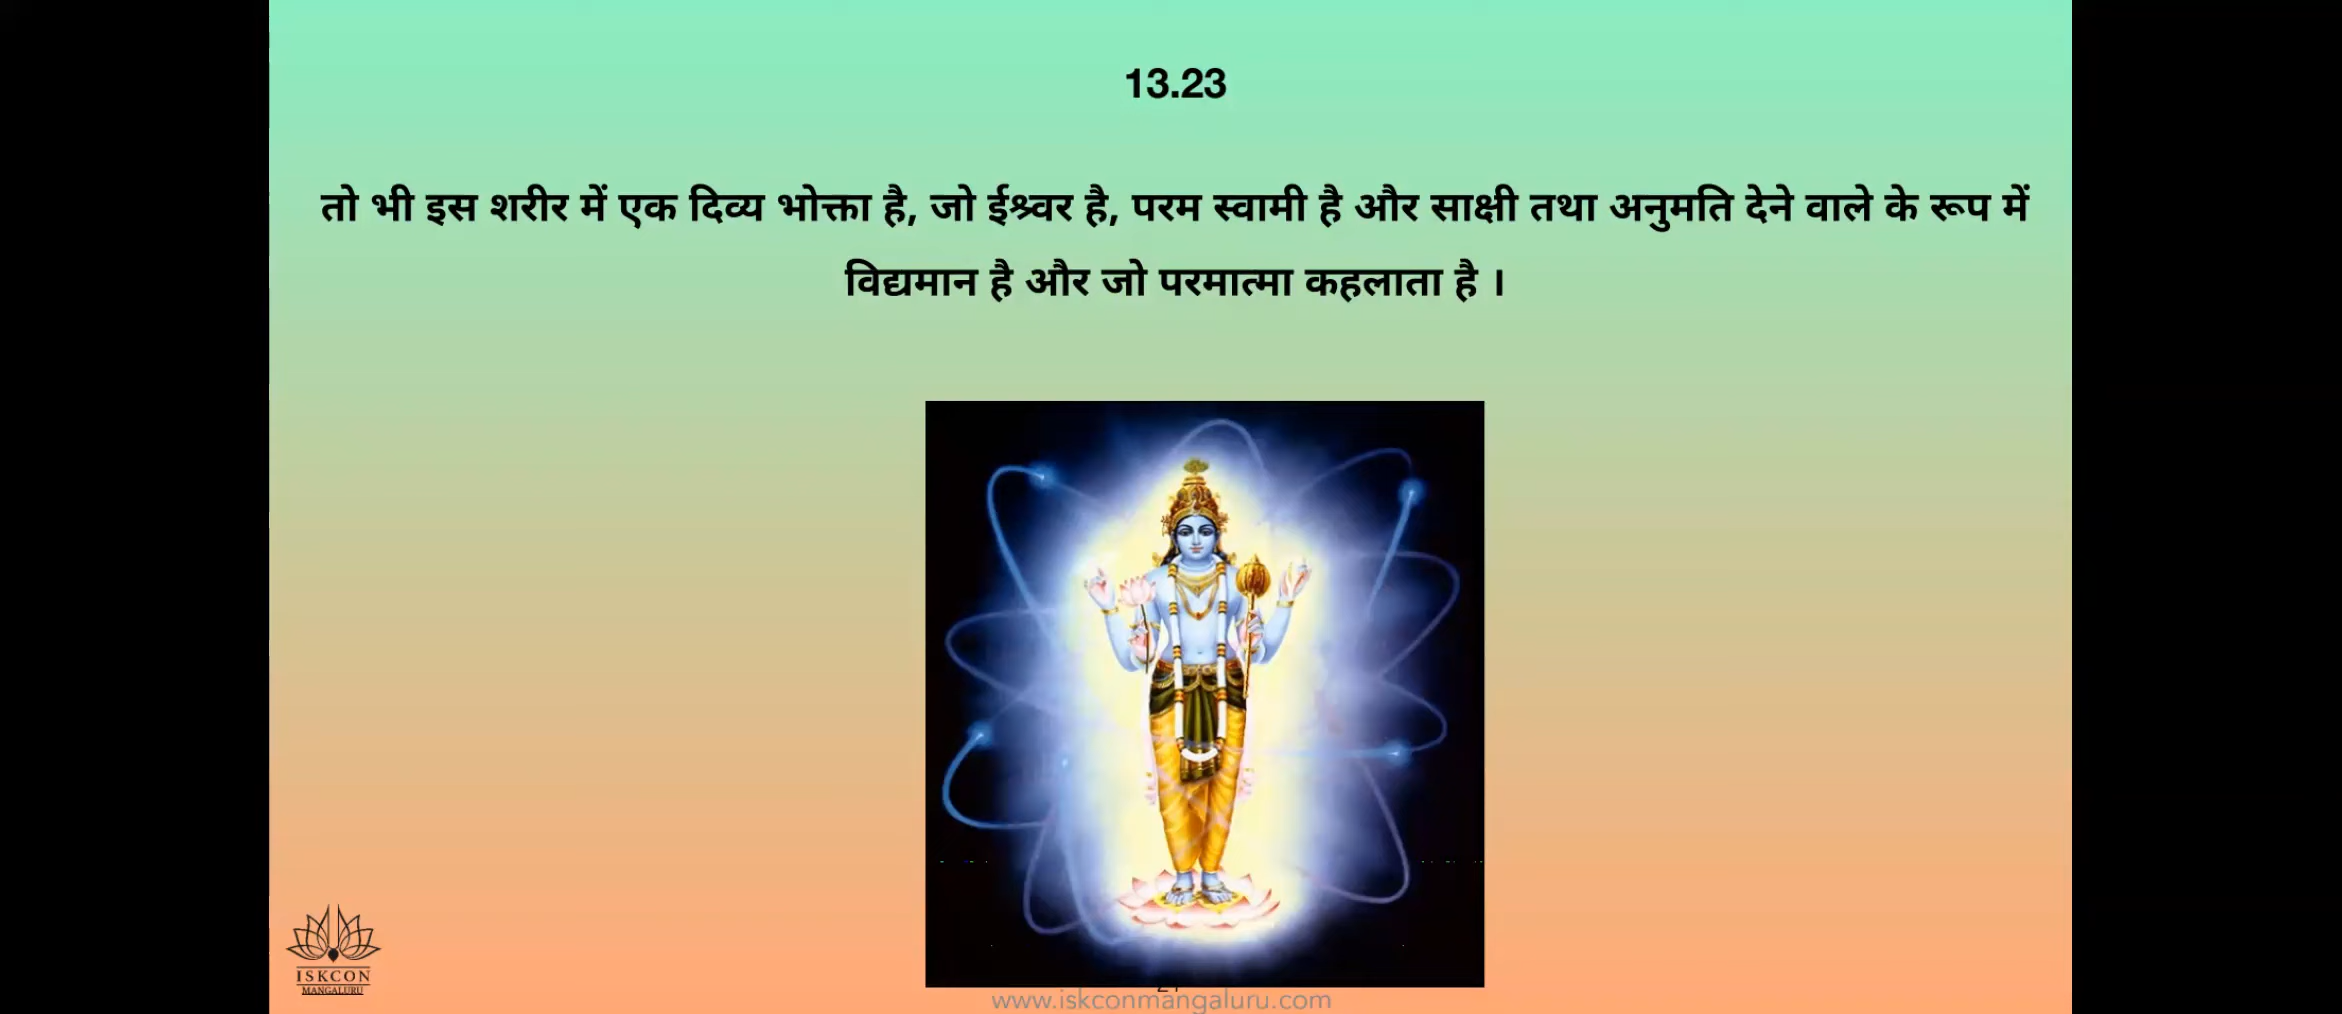 13.23
तो भी इस शरीर में एक दिव्य भोक्ता है, जो ईश्र्वर है, परम स्वामी है और साक्षी तथा अनुमति देने वाले के रूप में
विद्यमान है और जो परमात्मा कहलाता है ।
ISKCON
MANGALURU
www.iskconmangaluru.com